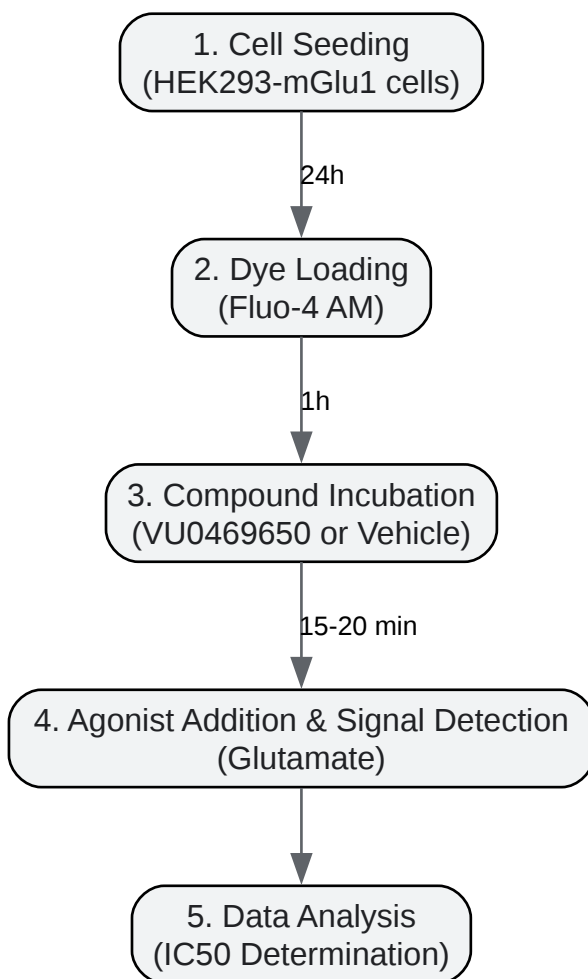 1. Cell Seeding
(HEK293-mGlu1 cells)
24h
2. Dye Loading
(Fluo-4 AM)
1h
3. Compound Incubation
(VU0469650 or Vehicle)
15-20 min
4. Agonist Addition & Signal Detection
(Glutamate)
5. Data Analysis
(IC50 Determination)